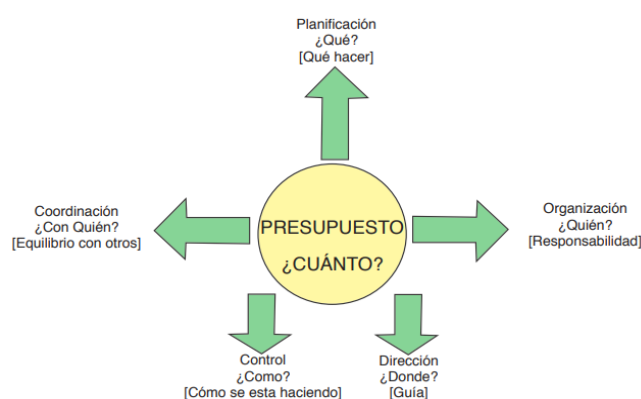 Planificación
¿Qué?
[Qué hacer]
Coordinación
¿Con Quién?
[Equilibrio con otros]
PRESUPUESTO
¿CUÁNTO?
Organización
¿Quién?
[Responsabilidad]
Control
¿Como?
[Cómo se esta haciendo]
Dirección
¿Donde?
[Guía]